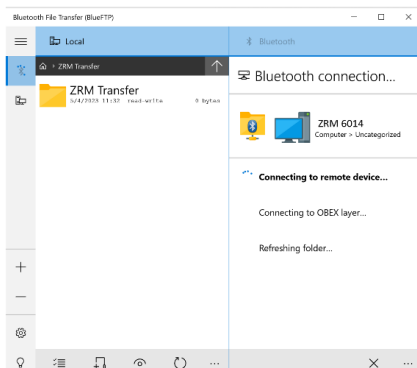 Bluetooth File Transfer (BlueFTP)
Local
Bluetooth
> ZRM Transfer
Bluetooth connection...
ZRM Transfer
5/4/2023 11:32 read-write 0 bytes
ZRM 6014
Computer > Uncategorized
Connecting to remote device...
Connecting to OBEX layer...
Refreshing folder...